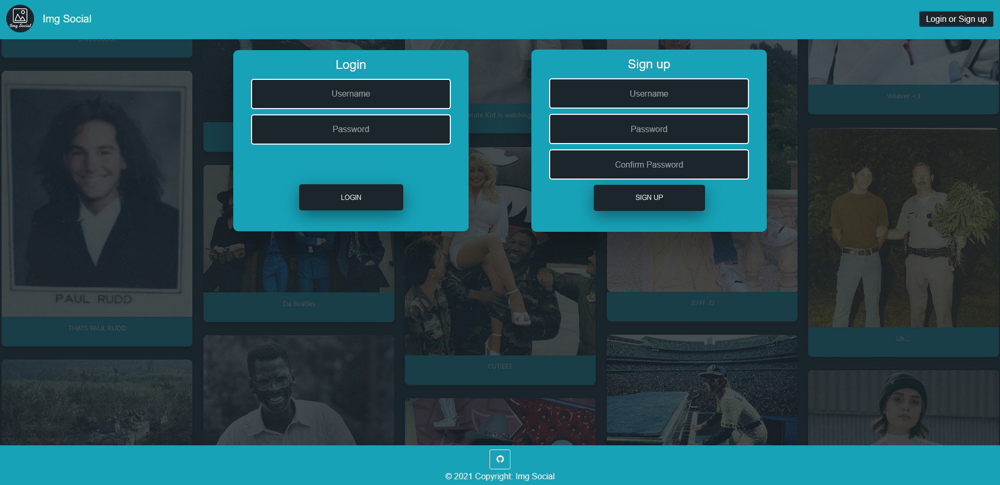 Img Social
Img Social
Login or Sign up
Login
Username
Password
LOGIN
Sign up
Username
Password
Confirm Password
SIGN UP
Kid is watching
Weaver <3
PAUL RUDD
THATS PAUL RUDD
Da Beatles
CUTIEEE
JEFFF :D
Uh....
© 2021 Copyright: Img Social